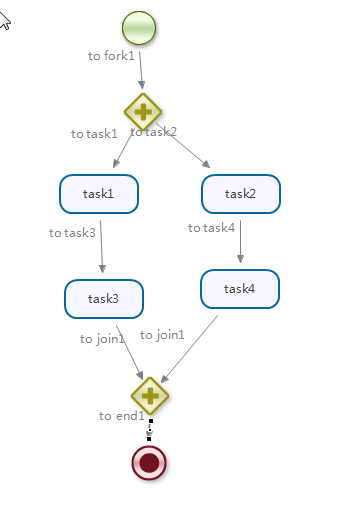 to fork1
to task1
to task2
task1
task2
to task3
to task4
task3
task4
to join1
to join1
to end1